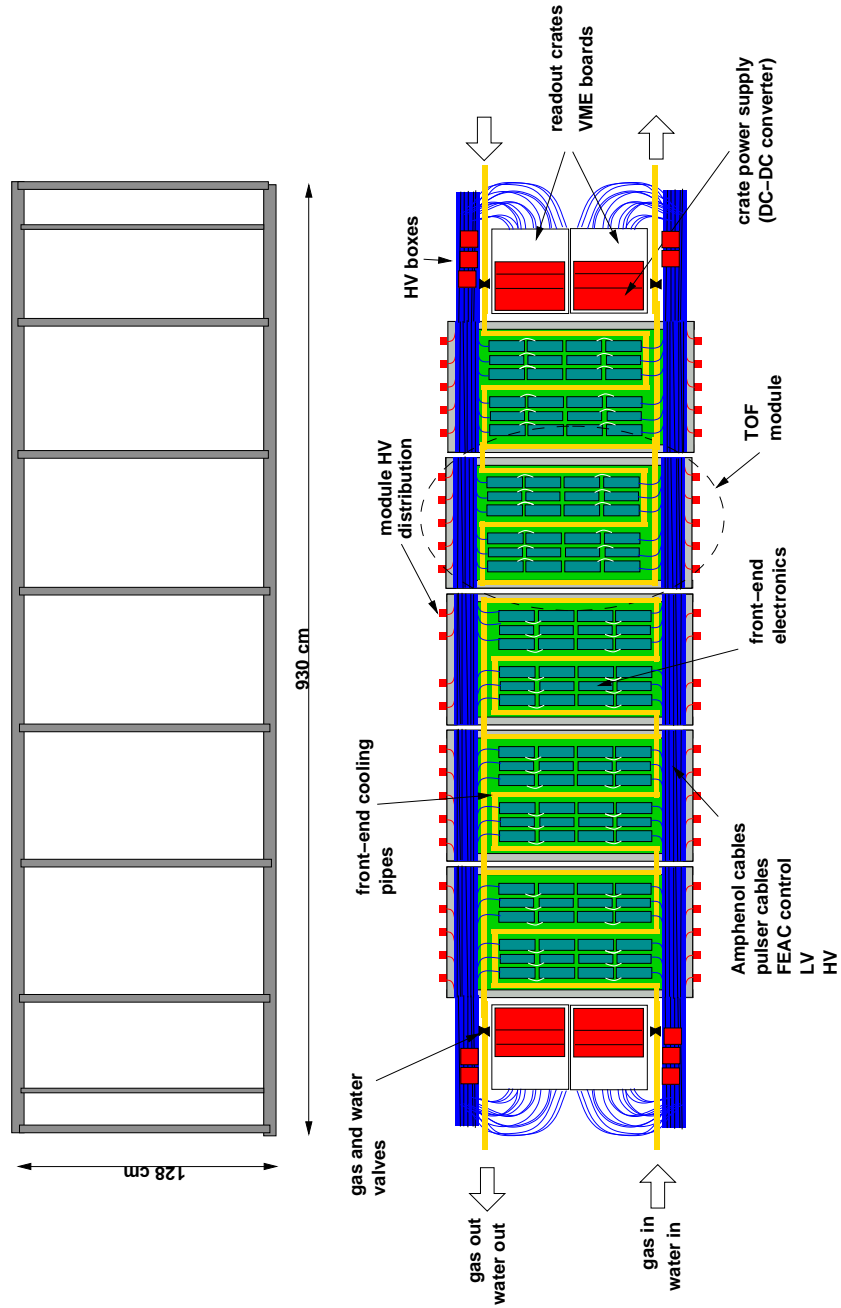 128 cm
930 cm
gas out
water out
gas in
water in
gas and water
valves
front−end cooling
pipes
module HV
distribution
HV boxes
readout crates
VME boards
crate power supply
(DC−DC converter)
TOF
module
front−end
electronics
Amphenol cables
pulser cables
FEAC control
LV
HV